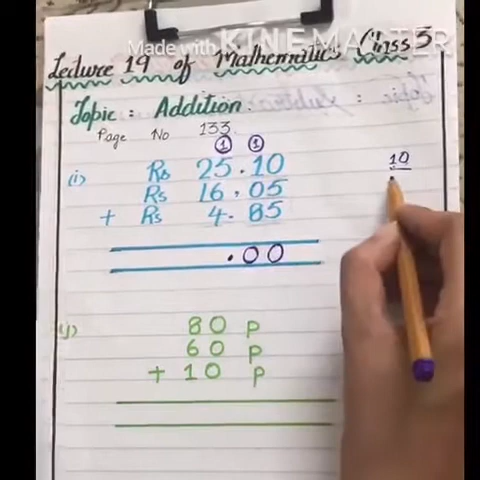 Made with KINEMASTER
Lecture 19 of Mathematics Class 5
Topic : Addition
Page No 133
1 1
(i) Rs 25.10 10
Rs 16.05
+ Rs 4.85
.00
(j) 80 p
60 p
+ 10 p